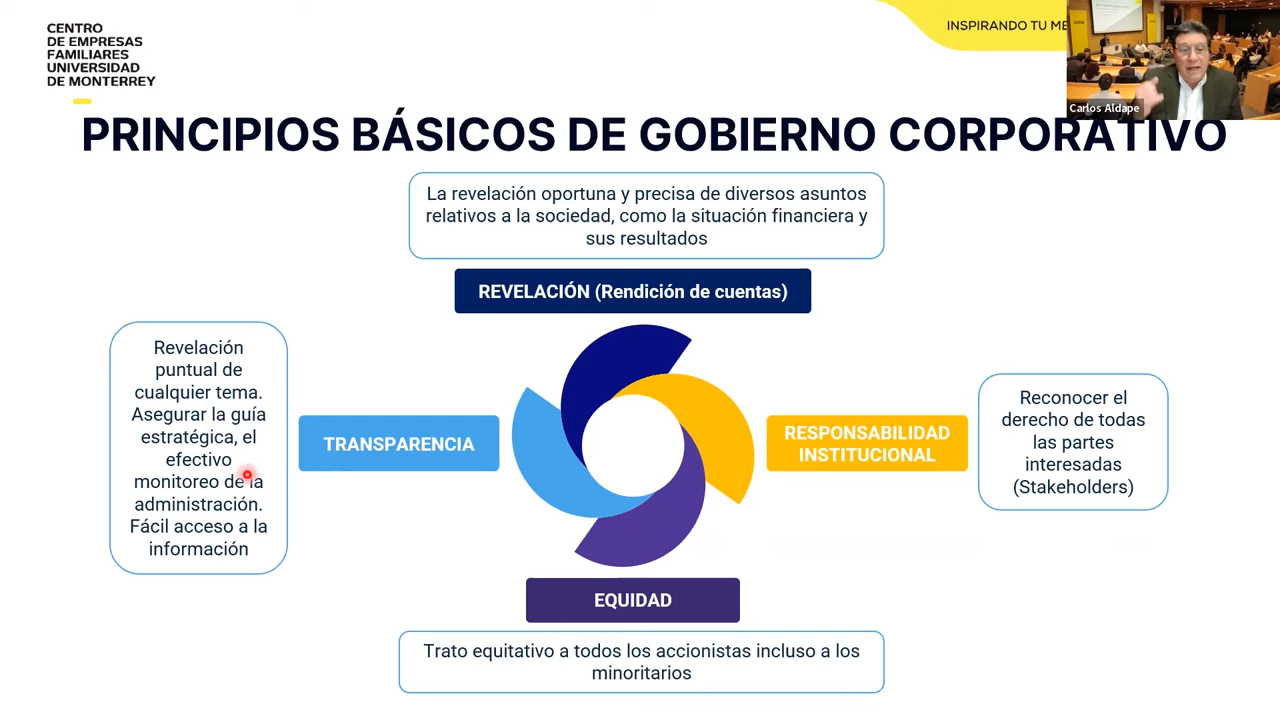 CENTRO
DE EMPRESAS
FAMILIARES
UNIVERSIDAD
DE MONTERREY
INSPIRANDO TU
Carlos Aldape
PRINCIPIOS BÁSICOS DE GOBIERNO CORPORATIVO
La revelación oportuna y precisa de diversos asuntos
relativos a la sociedad, como la situación financiera y
sus resultados
REVELACIÓN (Rendición de cuentas)
Revelación
puntual de
cualquier tema.
Asegurar la guía
estratégica, el
efectivo
monitoreo de la
administración.
Fácil acceso a la
información
TRANSPARENCIA
RESPONSABILIDAD
INSTITUCIONAL
Reconocer el
derecho de todas
las partes
interesadas
(Stakeholders)
EQUIDAD
Trato equitativo a todos los accionistas incluso a los
minoritarios